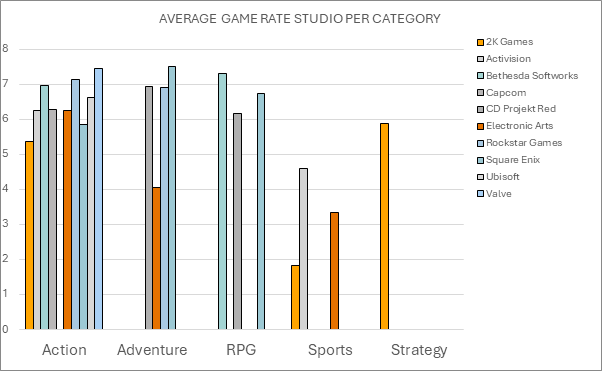 AVERAGE GAME RATE STUDIO PER CATEGORY
8
7
6
5
4
3
2
1
0
Action
Adventure
RPG
Sports
Strategy
2K Games
Activision
Bethesda Softworks
Capcom
CD Projekt Red
Electronic Arts
Rockstar Games
Square Enix
Ubisoft
Valve